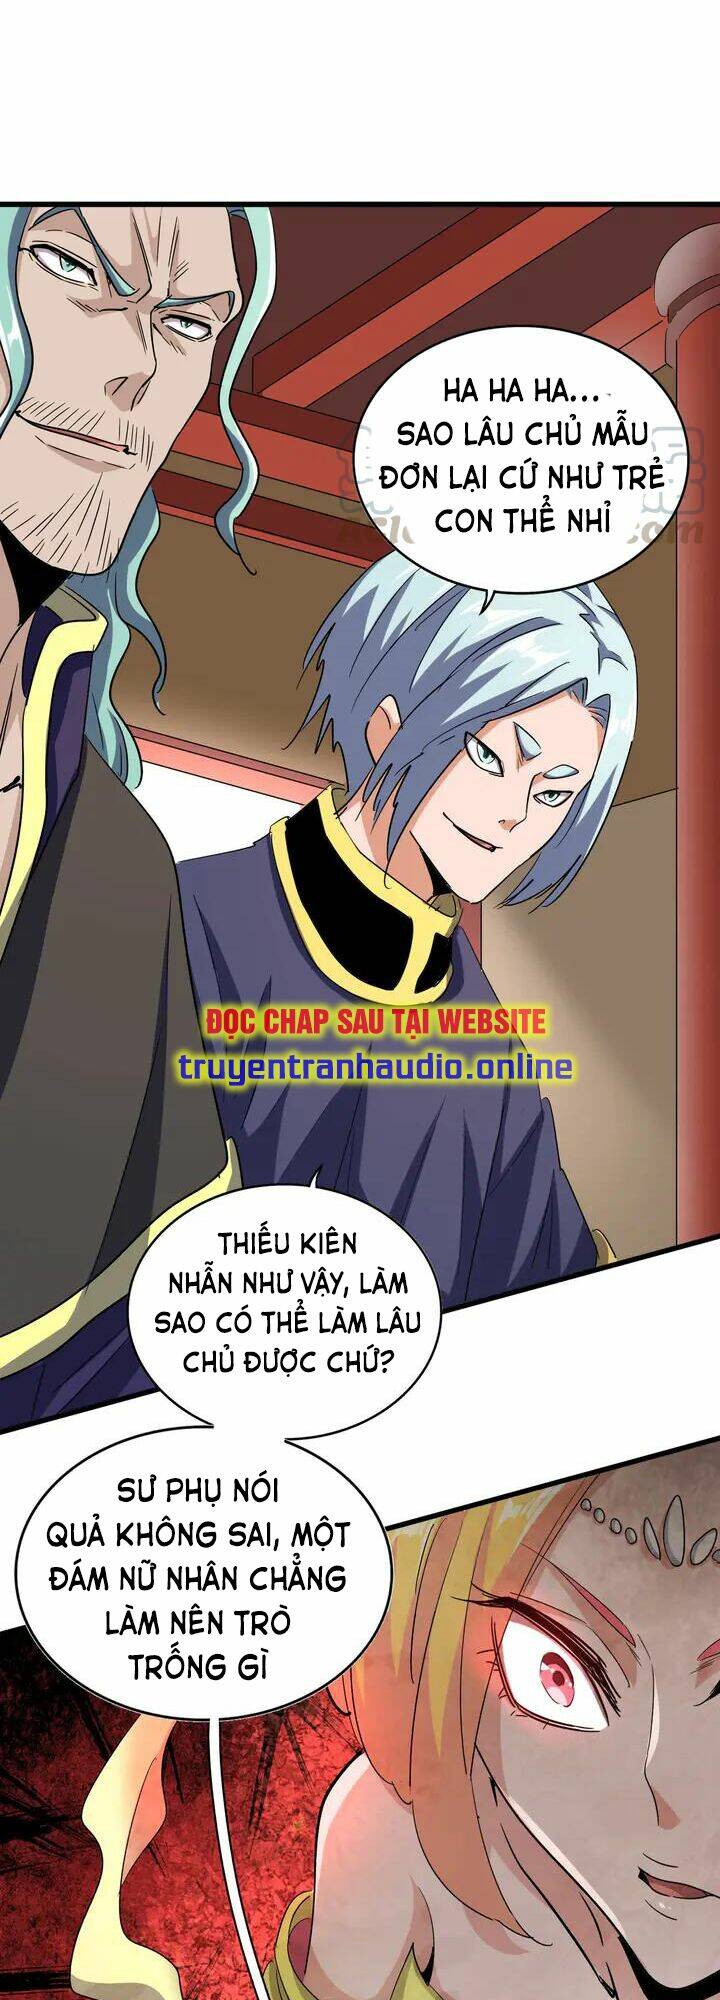 HA HA HA...
SAO LÂU CHỦ MẪU
ĐƠN LẠI CỨ NHƯ TRẺ
CON THẾ NHỈ
ĐỌC CHAP SAU TẠI WEBSITE
truyentranhaudio.online
THIẾU KIÊN
NHẪN NHƯ VẬY, LÀM
SAO CÓ THỂ LÀM LÂU
CHỦ ĐƯỢC CHỨ?
SƯ PHỤ NÓI
QUẢ KHÔNG SAI, MỘT
ĐÁM NỮ NHÂN CHẲNG
LÀM NÊN TRÒ
TRỐNG GÌ